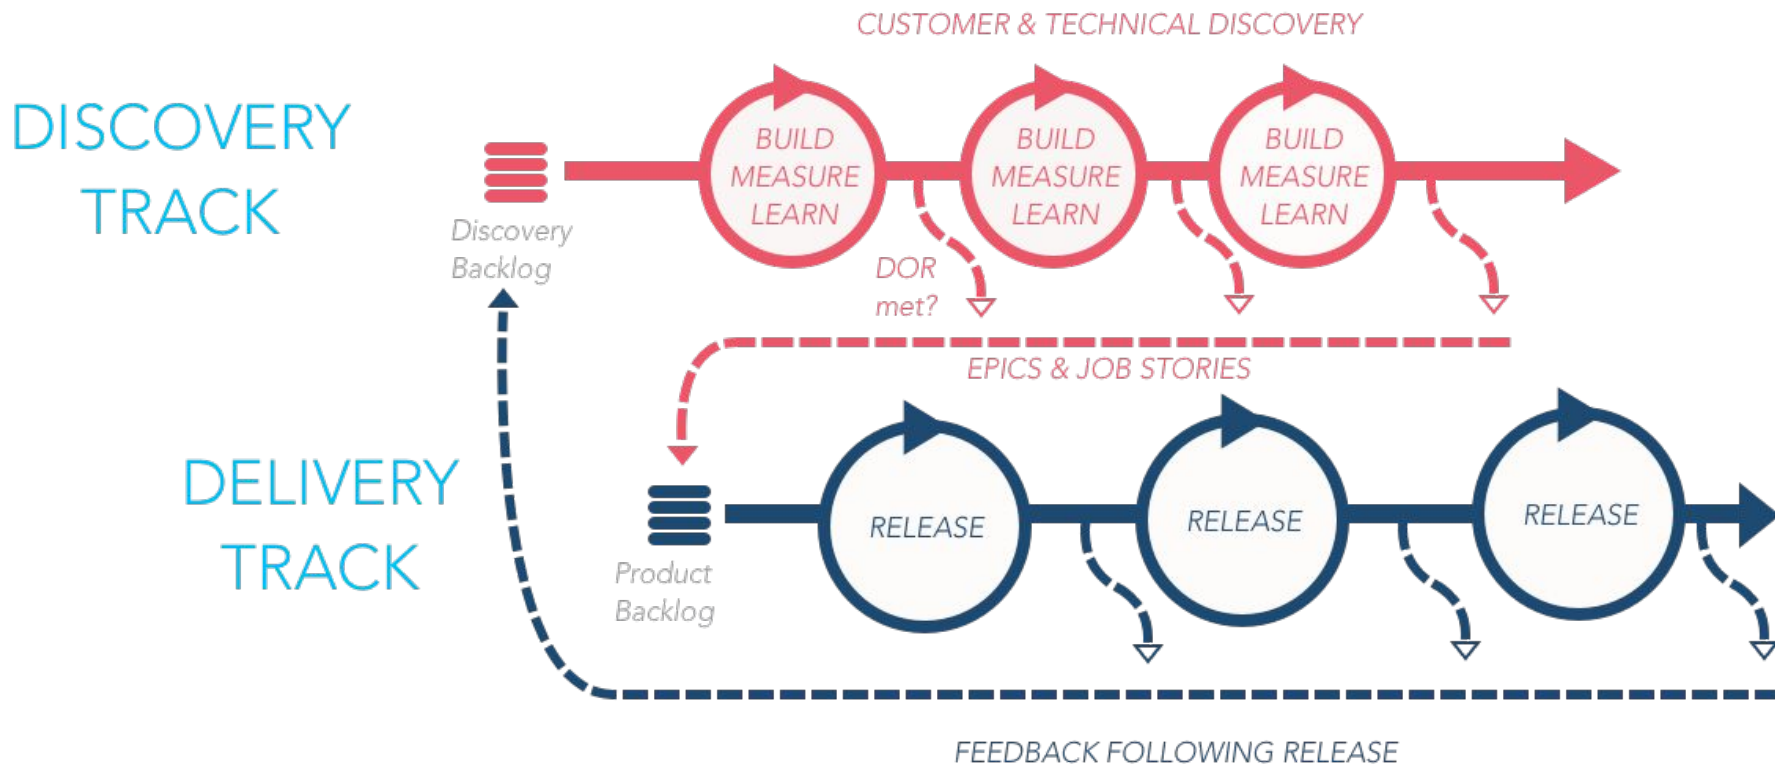 CUSTOMER & TECHNICAL DISCOVERY
DISCOVERY
TRACK
Discovery
Backlog
BUILD
MEASURE
LEARN
BUILD
MEASURE
LEARN
BUILD
MEASURE
LEARN
DOR
met?
EPICS & JOB STORIES
DELIVERY
TRACK
Product
Backlog
RELEASE
RELEASE
RELEASE
FEEDBACK FOLLOWING RELEASE